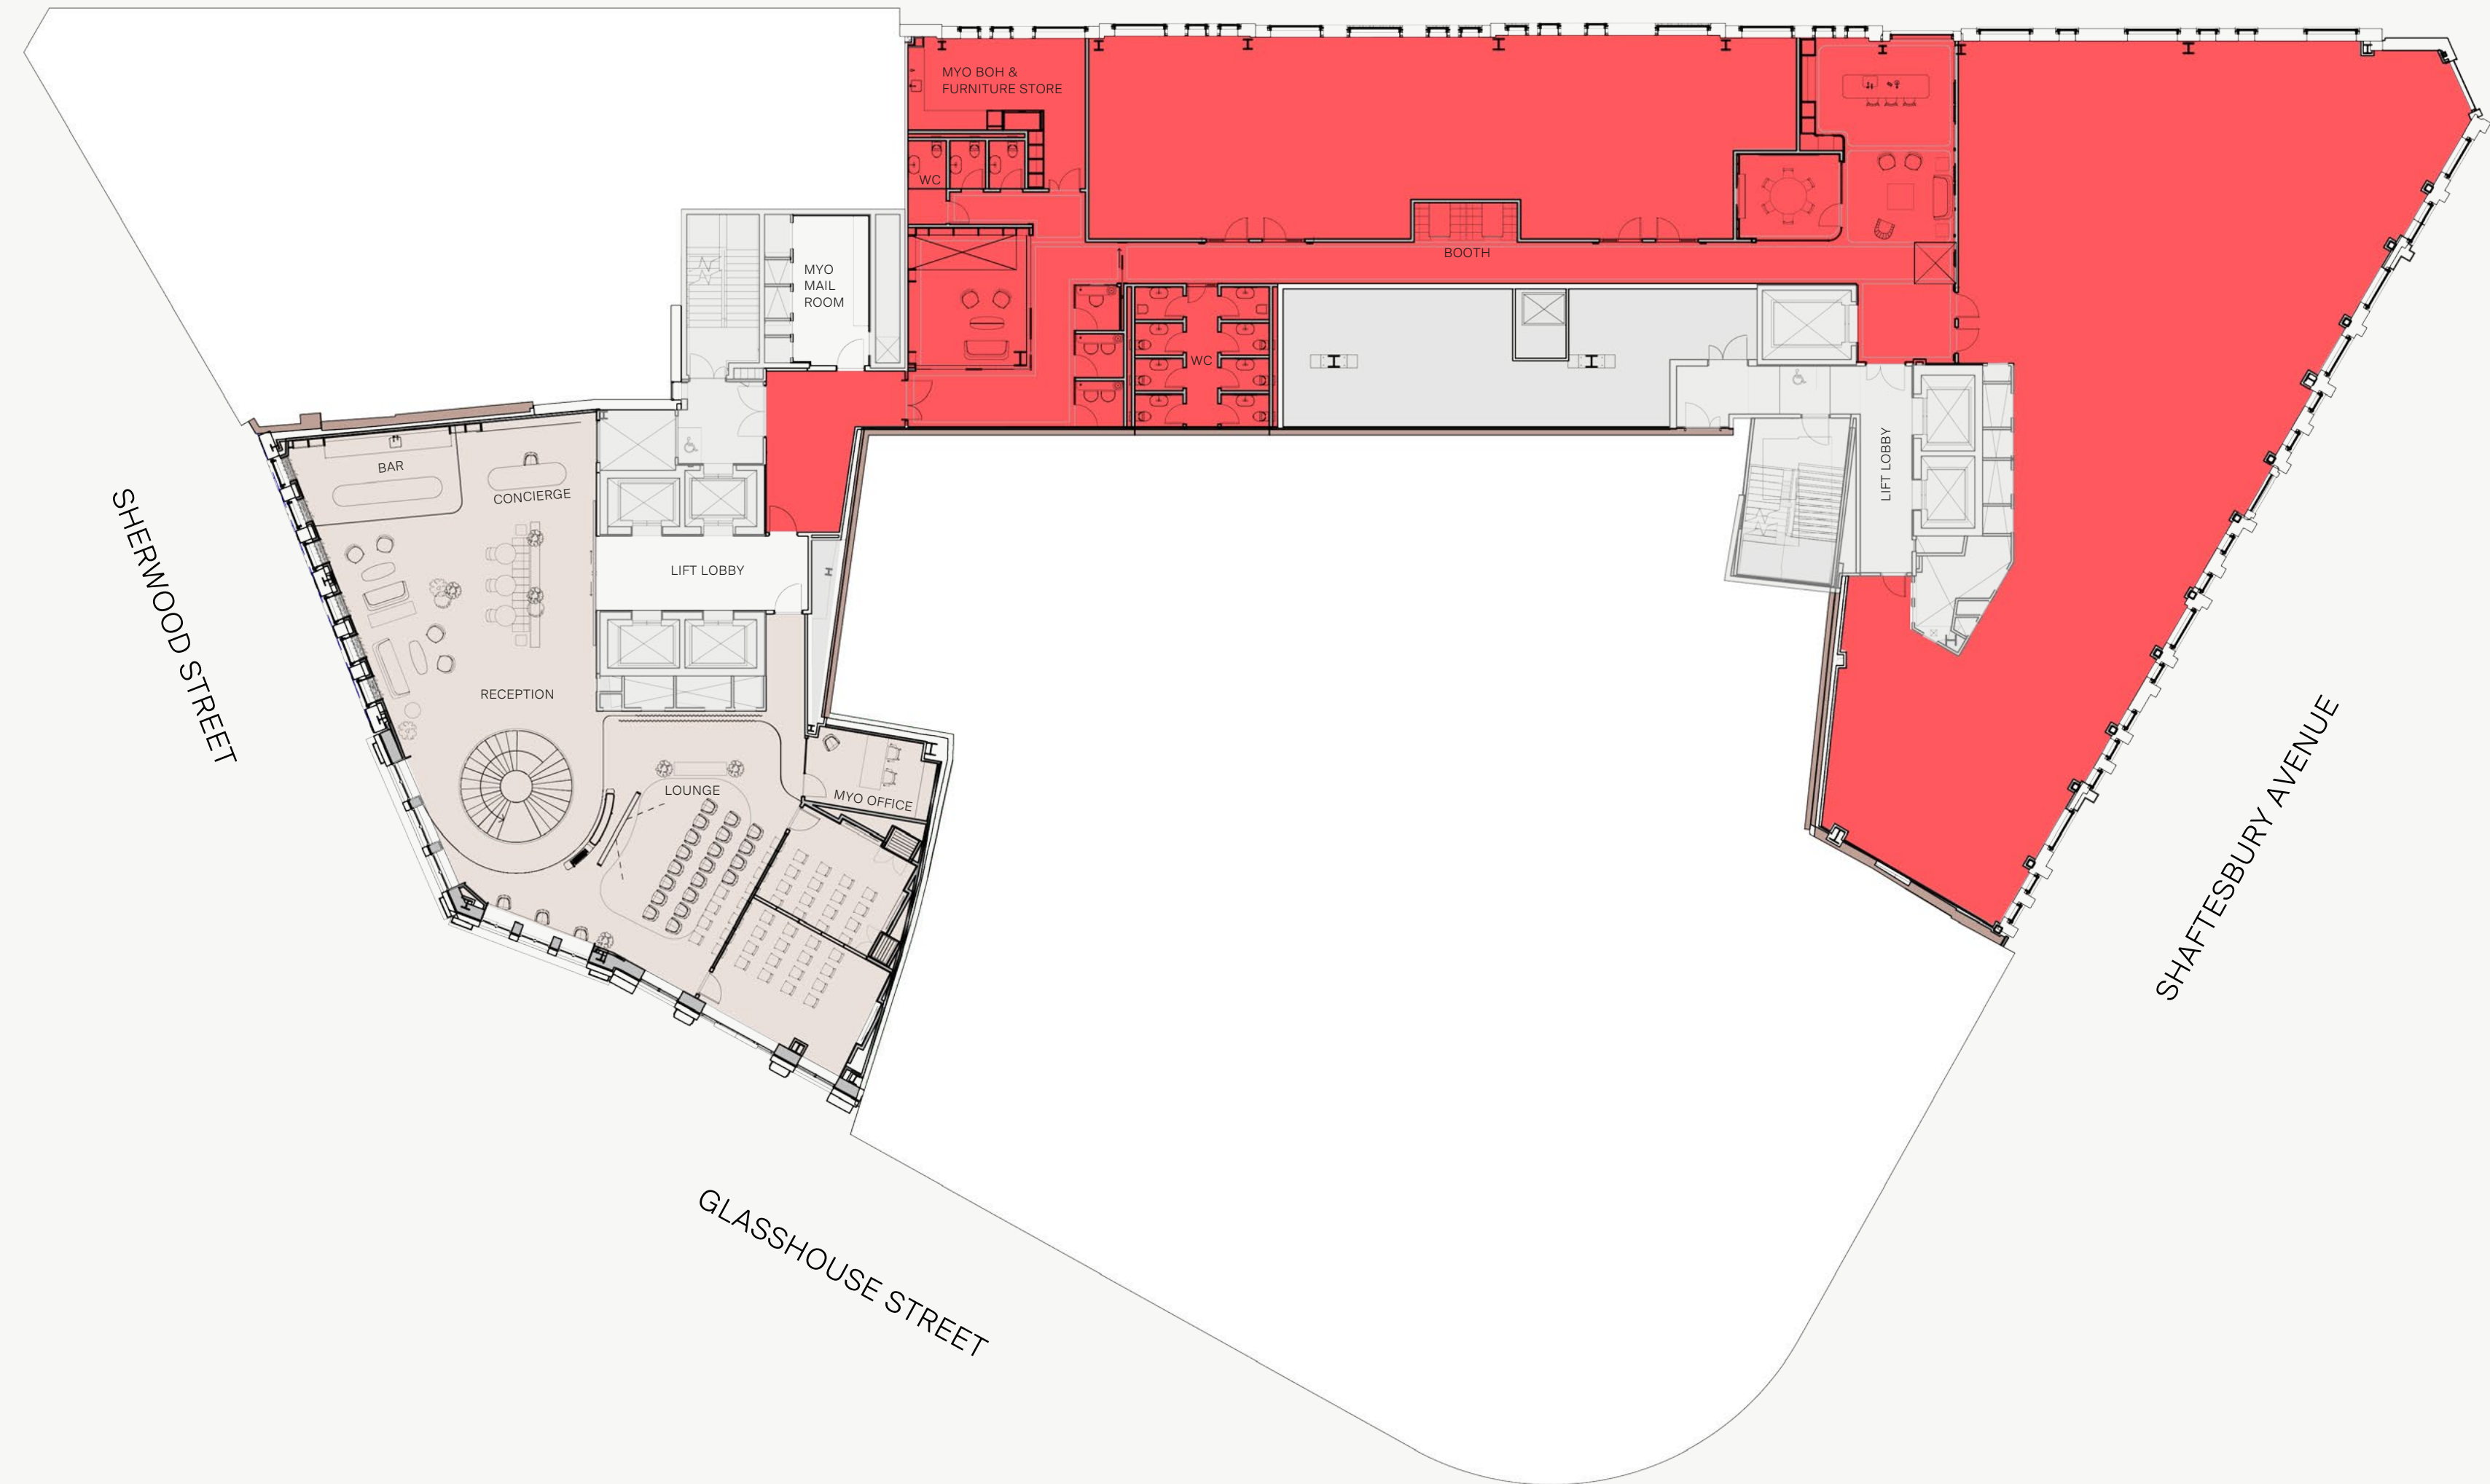 MYO BOH &
FURNITURE STORE
WC
MYO
MAIL
ROOM
BOOTH
WC
BAR
CONCIERGE
LIFT LOBBY
LIFT LOBBY
RECEPTION
LOUNGE
MYO OFFICE
SHERWOOD STREET
GLASSHOUSE STREET
SHAFTESBURY AVENUE